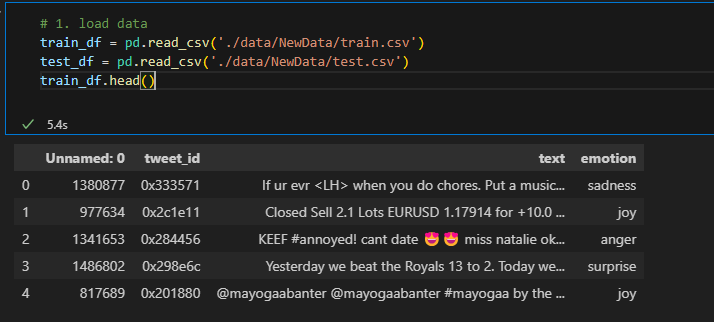 # 1. load data
train_df = pd.read_csv('./data/NewData/train.csv')
test_df = pd.read_csv('./data/NewData/test.csv')
train_df.head()
5.4s
Unnamed: 0 tweet_id text emotion
0 1380877 0x333571 If ur evr <LH> when you do chores. Put a music... sadness
1 977634 0x2c1e11 Closed Sell 2.1 Lots EURUSD 1.17914 for +10.0 ... joy
2 1341653 0x284456 KEEF #annoyed! cant date 😍😍 miss natalie ok... anger
3 1486802 0x298e6c Yesterday we beat the Royals 13 to 2. Today we... surprise
4 817689 0x201880 @mayogaabanter @mayogaabanter #mayogaa by the ... joy